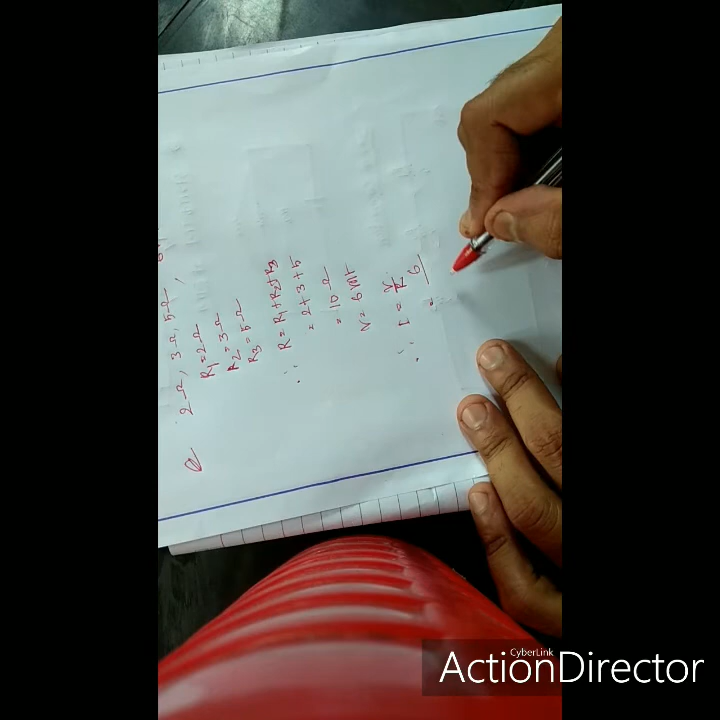 Q 2Ω, 3Ω, 5Ω,
R1 = 2Ω
R2 = 3Ω
R3 = 5Ω
∴ R = R1+R2+R3
= 2+3+5
= 10Ω
V = 6 volt
∴ I = V/R
= 6
CyberLink
ActionDirector